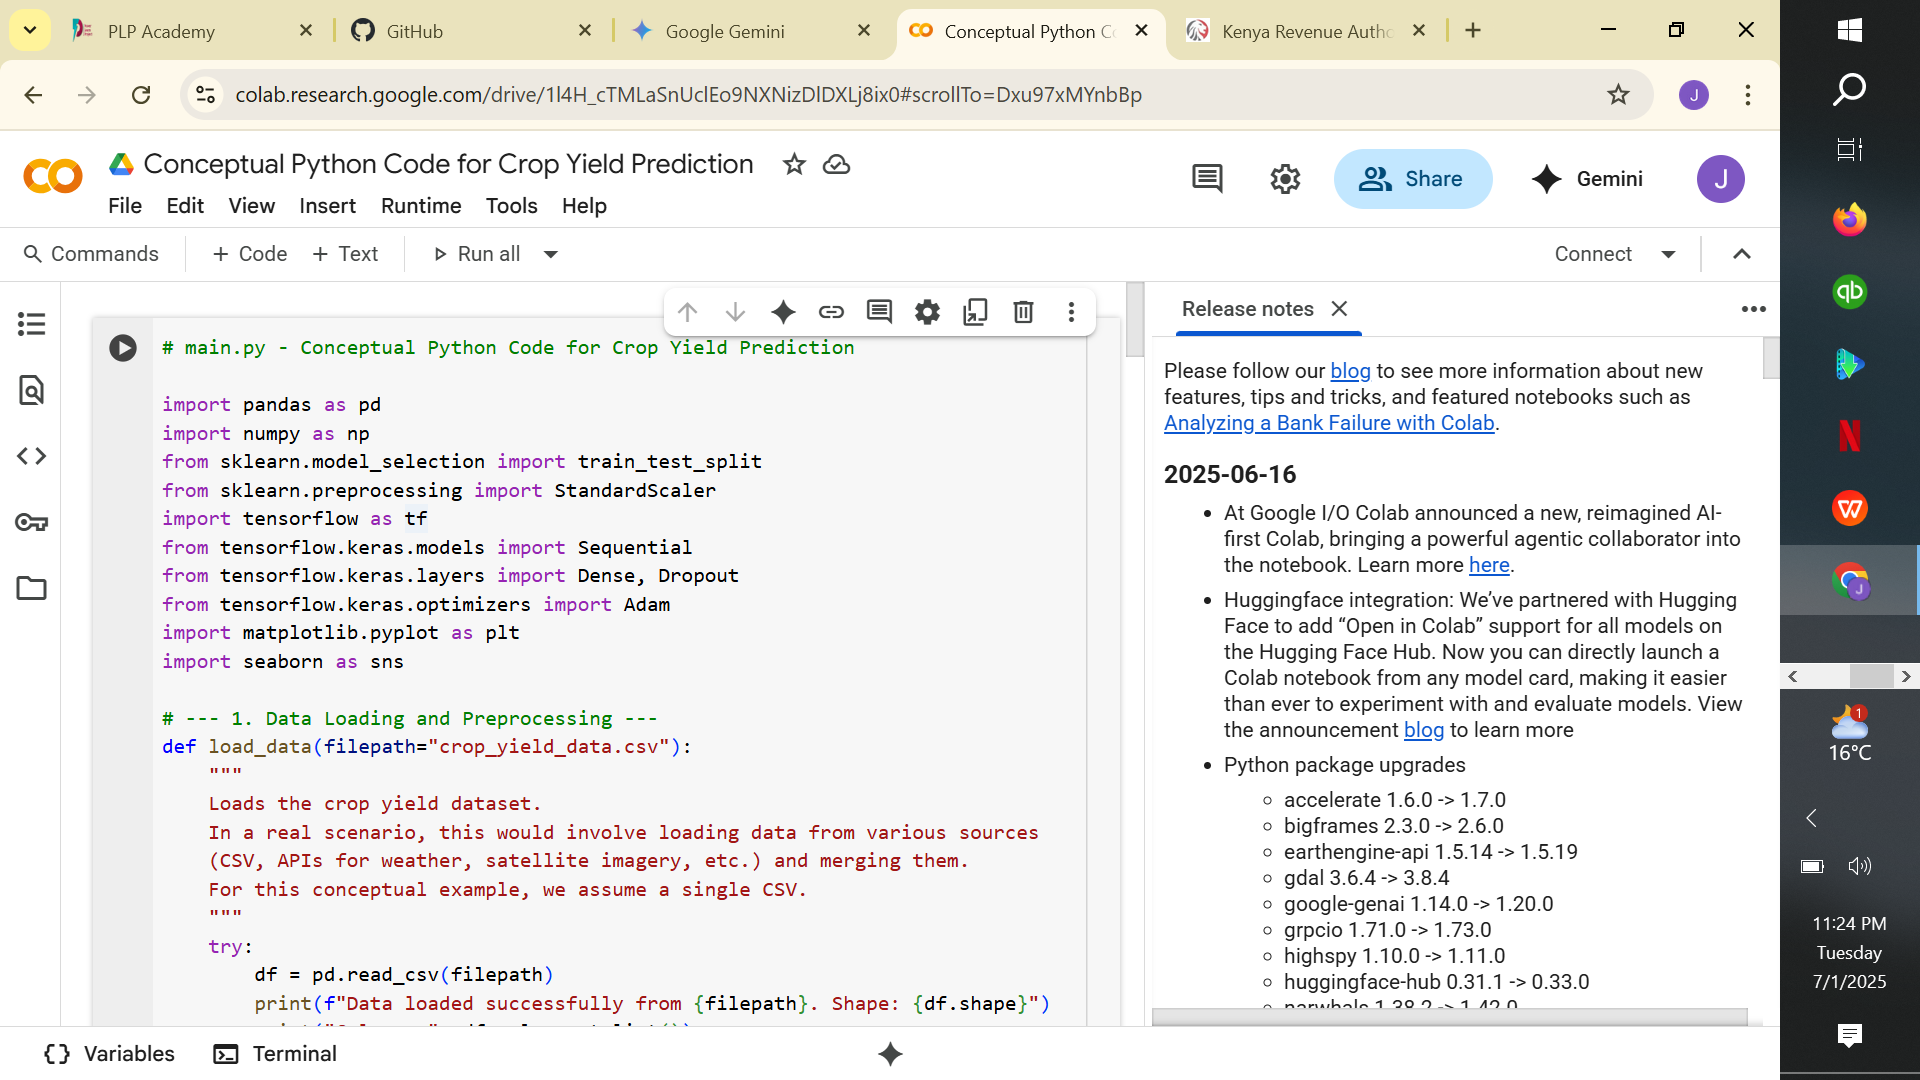 PLP Academy
GitHub
Google Gemini
Conceptual Python Co
Kenya Revenue Autho
colab.research.google.com/drive/1l4H_cTMLaSnUclEo9NXNizDlDXLj8ix0#scrollTo=Dxu97xMYnbBp
J
Conceptual Python Code for Crop Yield Prediction
Share
Gemini
J
File Edit View Insert Runtime Tools Help
Commands
+ Code + Text
Run all
Connect
# main.py - Conceptual Python Code for Crop Yield Prediction
import pandas as pd
import numpy as np
from sklearn.model_selection import train_test_split
from sklearn.preprocessing import StandardScaler
import tensorflow as tf
from tensorflow.keras.models import Sequential
from tensorflow.keras.layers import Dense, Dropout
from tensorflow.keras.optimizers import Adam
import matplotlib.pyplot as plt
import seaborn as sns
# --- 1. Data Loading and Preprocessing ---
def load_data(filepath="crop_yield_data.csv"):
"""
Loads the crop yield dataset.
In a real scenario, this would involve loading data from various sources
(CSV, APIs for weather, satellite imagery, etc.) and merging them.
For this conceptual example, we assume a single CSV.
"""
try:
df = pd.read_csv(filepath)
print(f"Data loaded successfully from {filepath}. Shape: {df.shape}")
Release notes
Please follow our blog to see more information about new
features, tips and tricks, and featured notebooks such as
Analyzing a Bank Failure with Colab.
2025-06-16
• At Google I/O Colab announced a new, reimagined AI-
first Colab, bringing a powerful agentic collaborator into
the notebook. Learn more here.
• Huggingface integration: We’ve partnered with Hugging
Face to add “Open in Colab” support for all models on
the Hugging Face Hub. Now you can directly launch a
Colab notebook from any model card, making it easier
than ever to experiment with and evaluate models. View
the announcement blog to learn more
• Python package upgrades
◦ accelerate 1.6.0 -> 1.7.0
◦ bigframes 2.3.0 -> 2.6.0
◦ earthengine-api 1.5.14 -> 1.5.19
◦ gdal 3.6.4 -> 3.8.4
◦ google-genai 1.14.0 -> 1.20.0
◦ grpcio 1.71.0 -> 1.73.0
◦ highspy 1.10.0 -> 1.11.0
◦ huggingface-hub 0.31.1 -> 0.33.0
◦ narwhals 1.38.2 -> 1.42.0
Variables
Terminal
qb
N
W
J
1
16°C
11:24 PM
Tuesday
7/1/2025